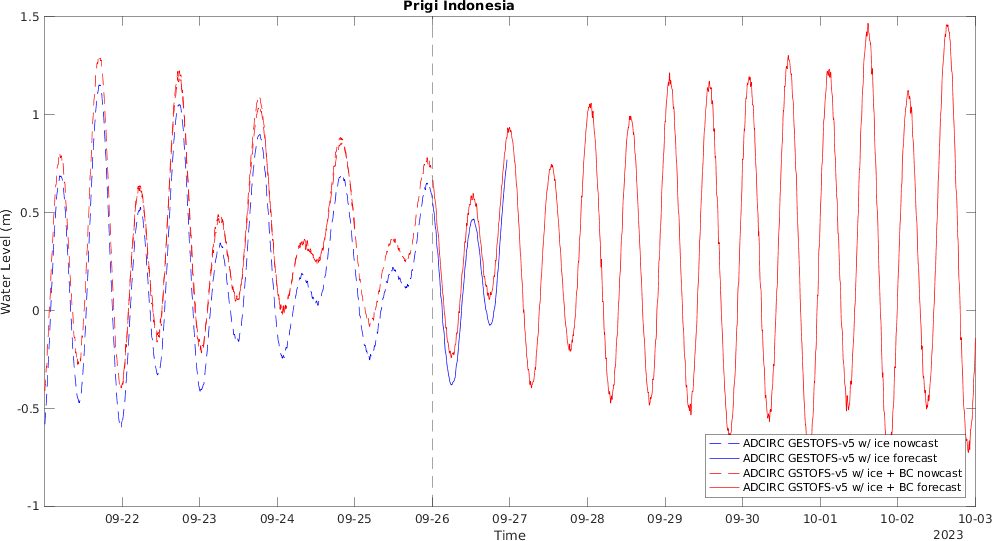 Prigi Indonesia
1.5
1
0.5
0
-0.5
-1
Water Level (m)
09-22
09-23
09-24
09-25
09-26
09-27
09-28
09-29
09-30
10-01
10-02
10-03
Time
2023
ADCIRC GESTOFS-v5 w/ ice nowcast
ADCIRC GESTOFS-v5 w/ ice forecast
ADCIRC GSTOFS-v5 w/ ice + BC nowcast
ADCIRC GSTOFS-v5 w/ ice + BC forecast